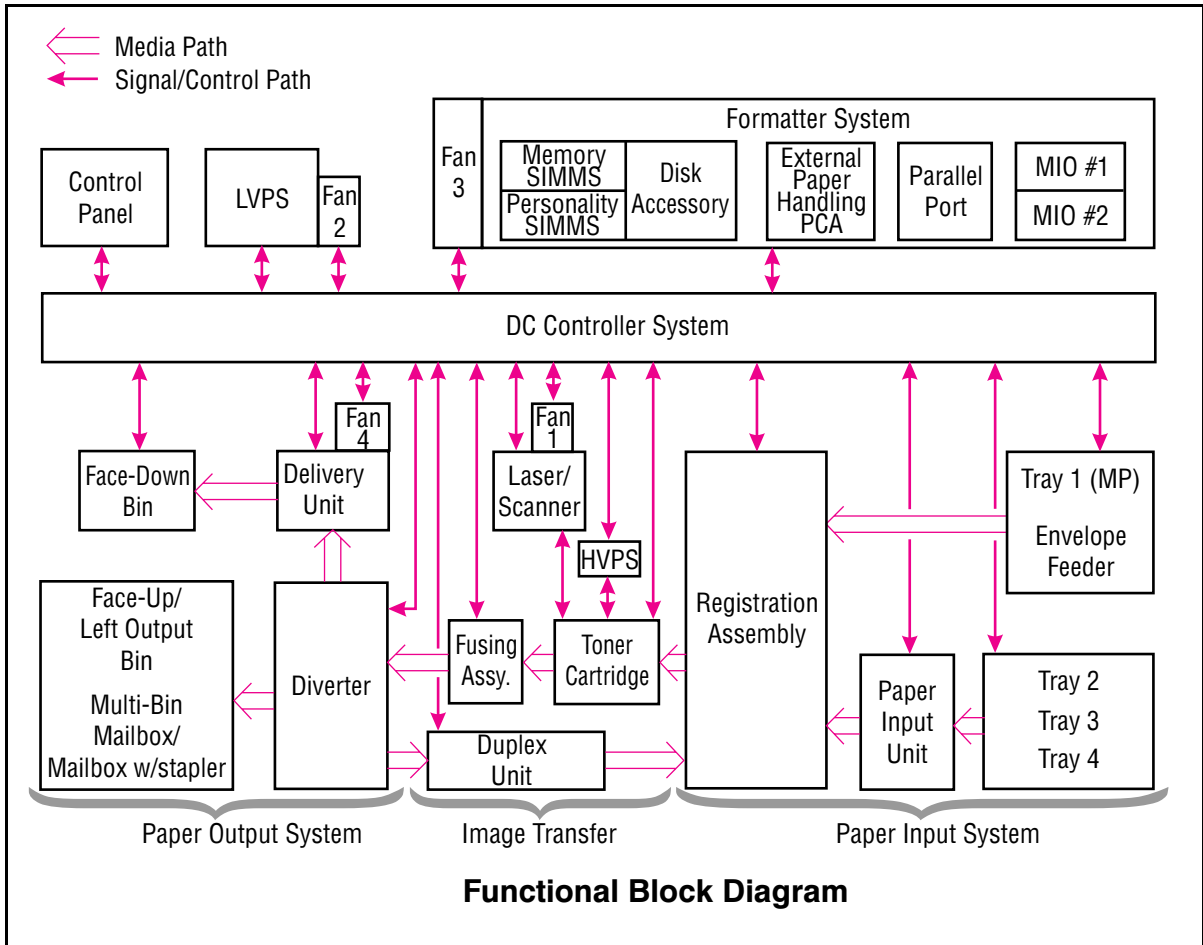 Media Path
Signal/Control Path
Formatter System
Fan
3
Memory
SIMMS
Personality
SIMMS
Disk
Accessory
External
Paper
Handling
PCA
Parallel
Port
MIO #1
MIO #2
Control
Panel
LVPS
Fan
2
DC Controller System
Fan
4
Fan
1
Face-Down
Bin
Delivery
Unit
Laser/
Scanner
HVPS
Tray 1 (MP)
Envelope
Feeder
Registration
Assembly
Face-Up/
Left Output
Bin
Multi-Bin
Mailbox/
Mailbox w/stapler
Diverter
Fusing
Assy.
Toner
Cartridge
Duplex
Unit
Paper
Input
Unit
Tray 2
Tray 3
Tray 4
Paper Output System
Image Transfer
Paper Input System
Functional Block Diagram